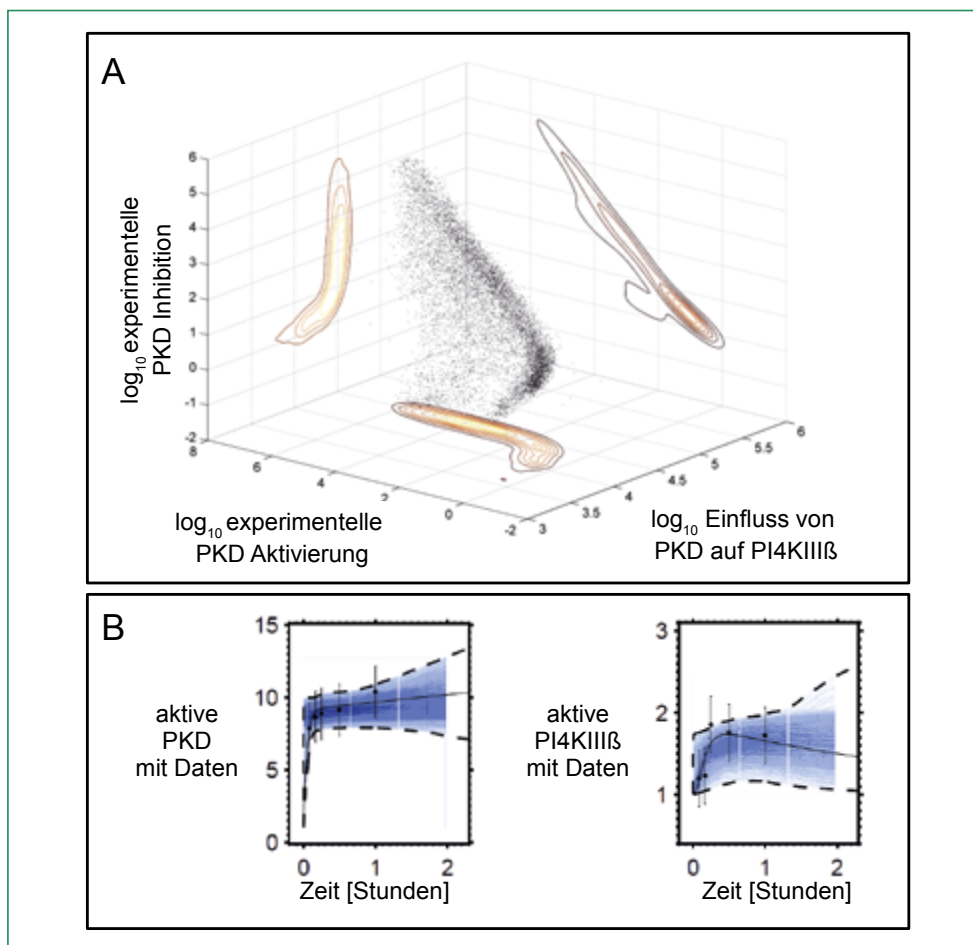 A
log10 experimentelle
PKD Inhibition
6
5
4
3
2
1
0
-1
-2
8
6
4
2
0
-2
3
3.5
4
4.5
5
5.5
6
log10 experimentelle
PKD Aktivierung
log10 Einfluss von
PKD auf PI4KIIIß
B
aktive
PKD
mit Daten
15
10
5
0
0
1
2
Zeit [Stunden]
aktive
PI4KIIIß
mit Daten
3
2
1
0
1
2
Zeit [Stunden]